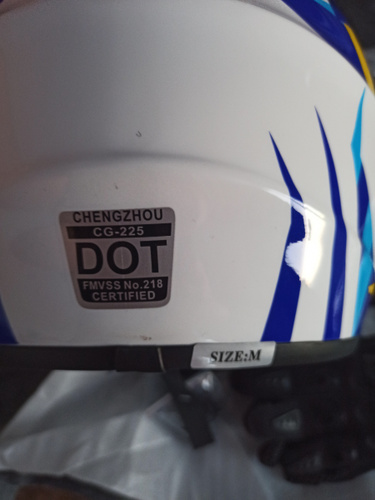 CHENGZHOU
CG-225
DOT
FMVSS No.218
CERTIFIED
SIZE:M